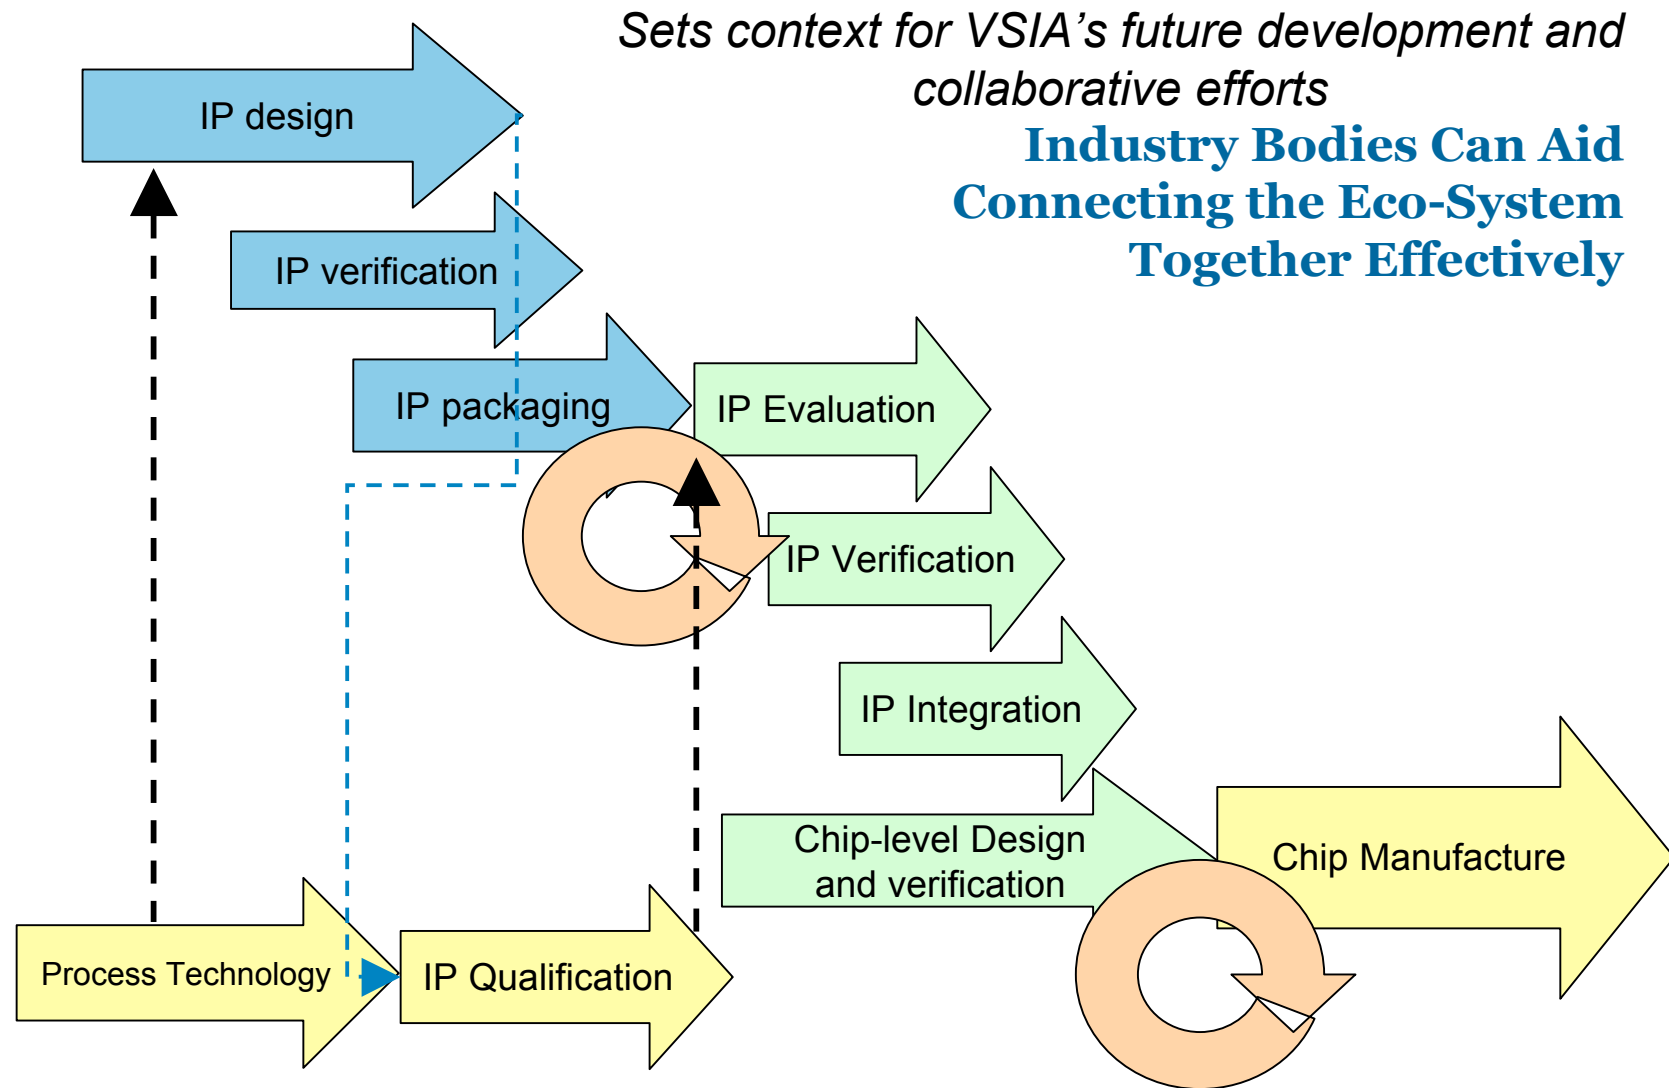 Sets context for VSIA's future development and
collaborative efforts
Industry Bodies Can Aid
Connecting the Eco-System
Together Effectively
IP design
IP verification
IP packaging
IP Evaluation
IP Verification
IP Integration
Chip-level Design
and verification
Chip Manufacture
Process Technology
IP Qualification